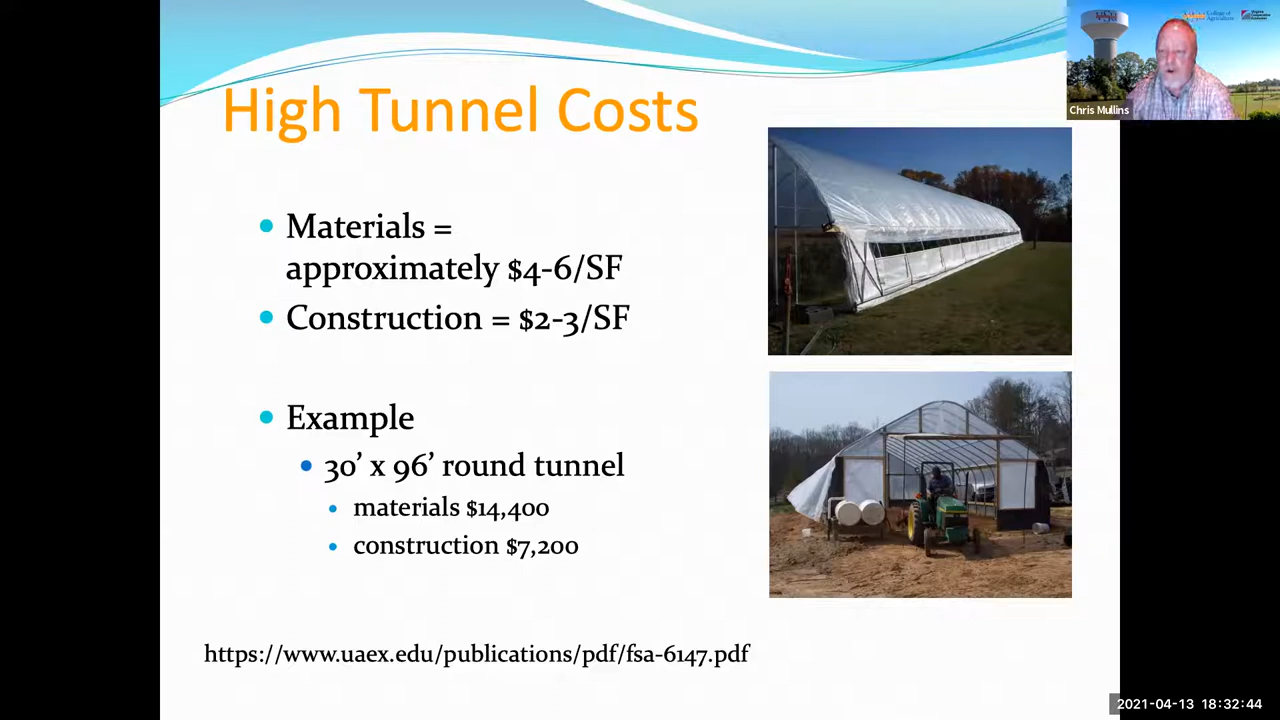 High Tunnel Costs
Chris Mullins
Materials =
approximately $4-6/SF
Construction = $2-3/SF
Example
30’ x 96’ round tunnel
materials $14,400
construction $7,200
https://www.uaex.edu/publications/pdf/fsa-6147.pdf
2021-04-13 18:32:44